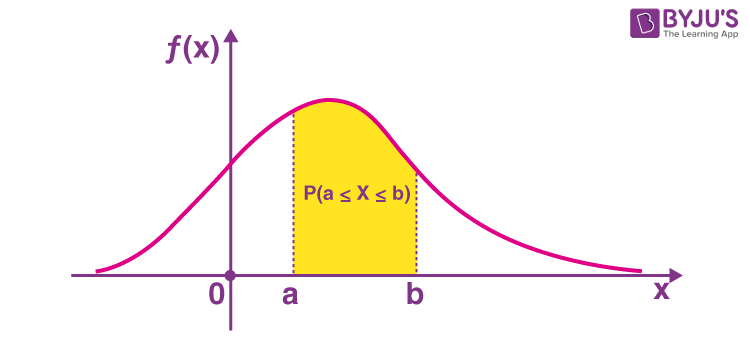 BYJU'S
The Learning App
f(x)
P(a ≤ X ≤ b)
0 a b x